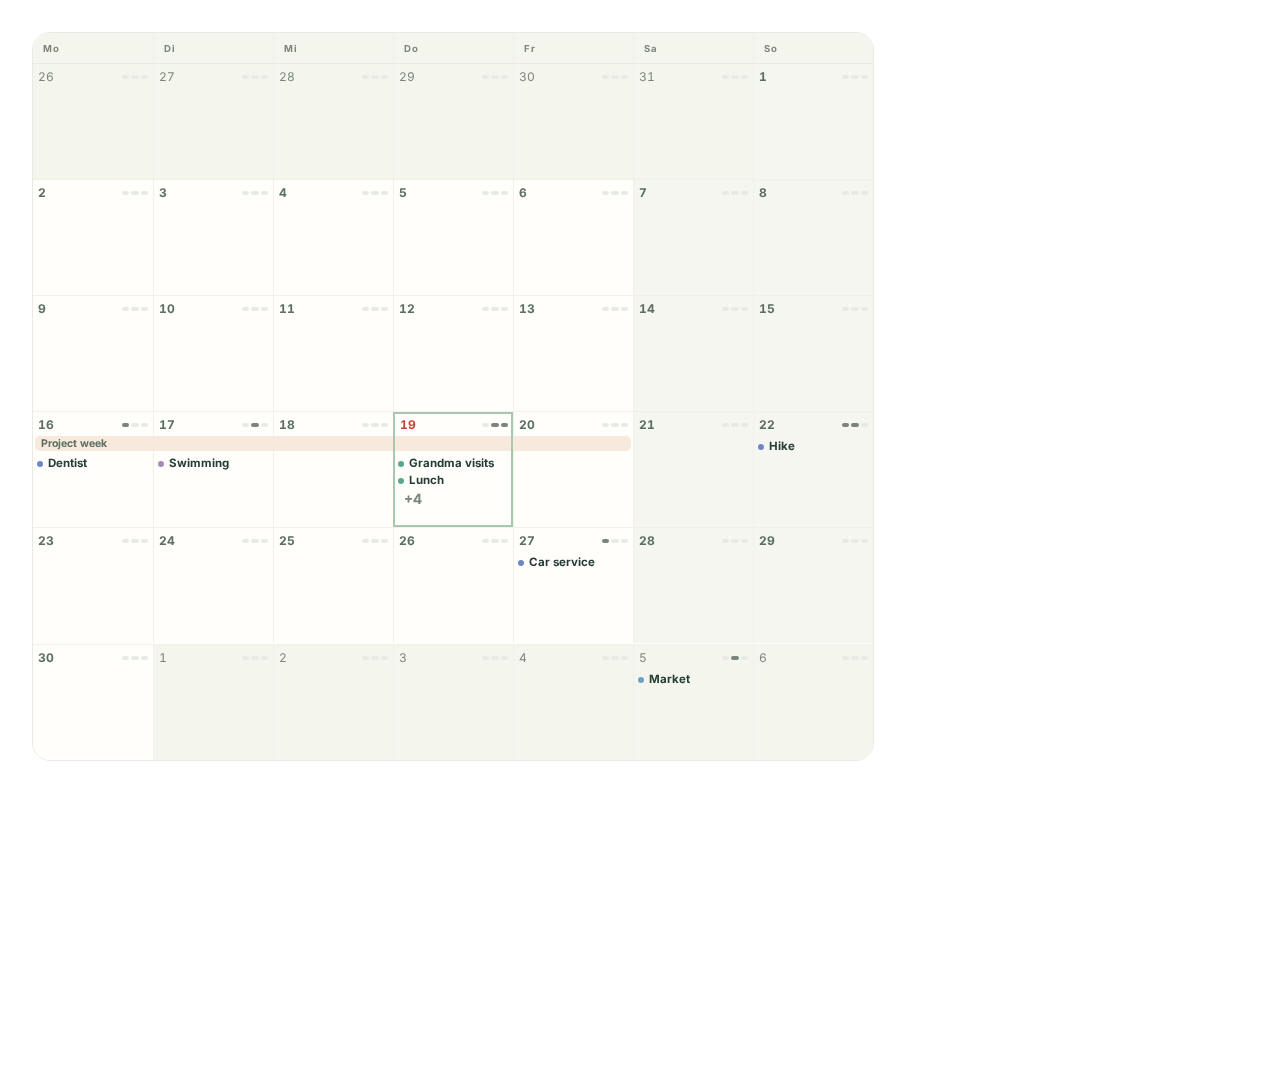 Mo Di Mi Do Fr Sa So
26 27 28 29 30 31 1
2 3 4 5 6 7 8
9 10 11 12 13 14 15
16 17 18 19 20 21 22
Project week
Hike
Dentist Swimming Grandma visits
Lunch
+4
23 24 25 26 27 28 29
Car service
30 1 2 3 4 5 6
Market